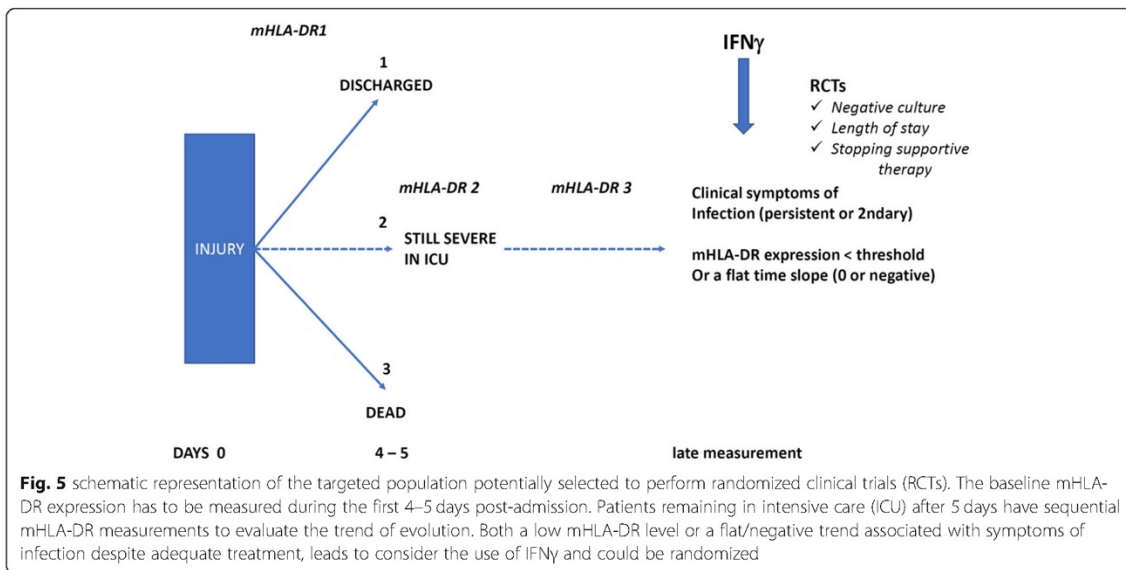 mHLA-DR1
IFNγ
1
DISCHARGED
RCTs
✓ Negative culture
✓ Length of stay
✓ Stopping supportive
therapy
mHLA-DR 2
mHLA-DR 3
Clinical symptoms of
Infection (persistent or 2ndary)
2
INJURY
STILL SEVERE
IN ICU
mHLA-DR expression < threshold
Or a flat time slope (0 or negative)
3
DEAD
DAYS 0
4 – 5
late measurement
Fig. 5 schematic representation of the targeted population potentially selected to perform randomized clinical trials (RCTs). The baseline mHLA-
DR expression has to be measured during the first 4–5 days post-admission. Patients remaining in intensive care (ICU) after 5 days have sequential
mHLA-DR measurements to evaluate the trend of evolution. Both a low mHLA-DR level or a flat/negative trend associated with symptoms of
infection despite adequate treatment, leads to consider the use of IFNγ and could be randomized